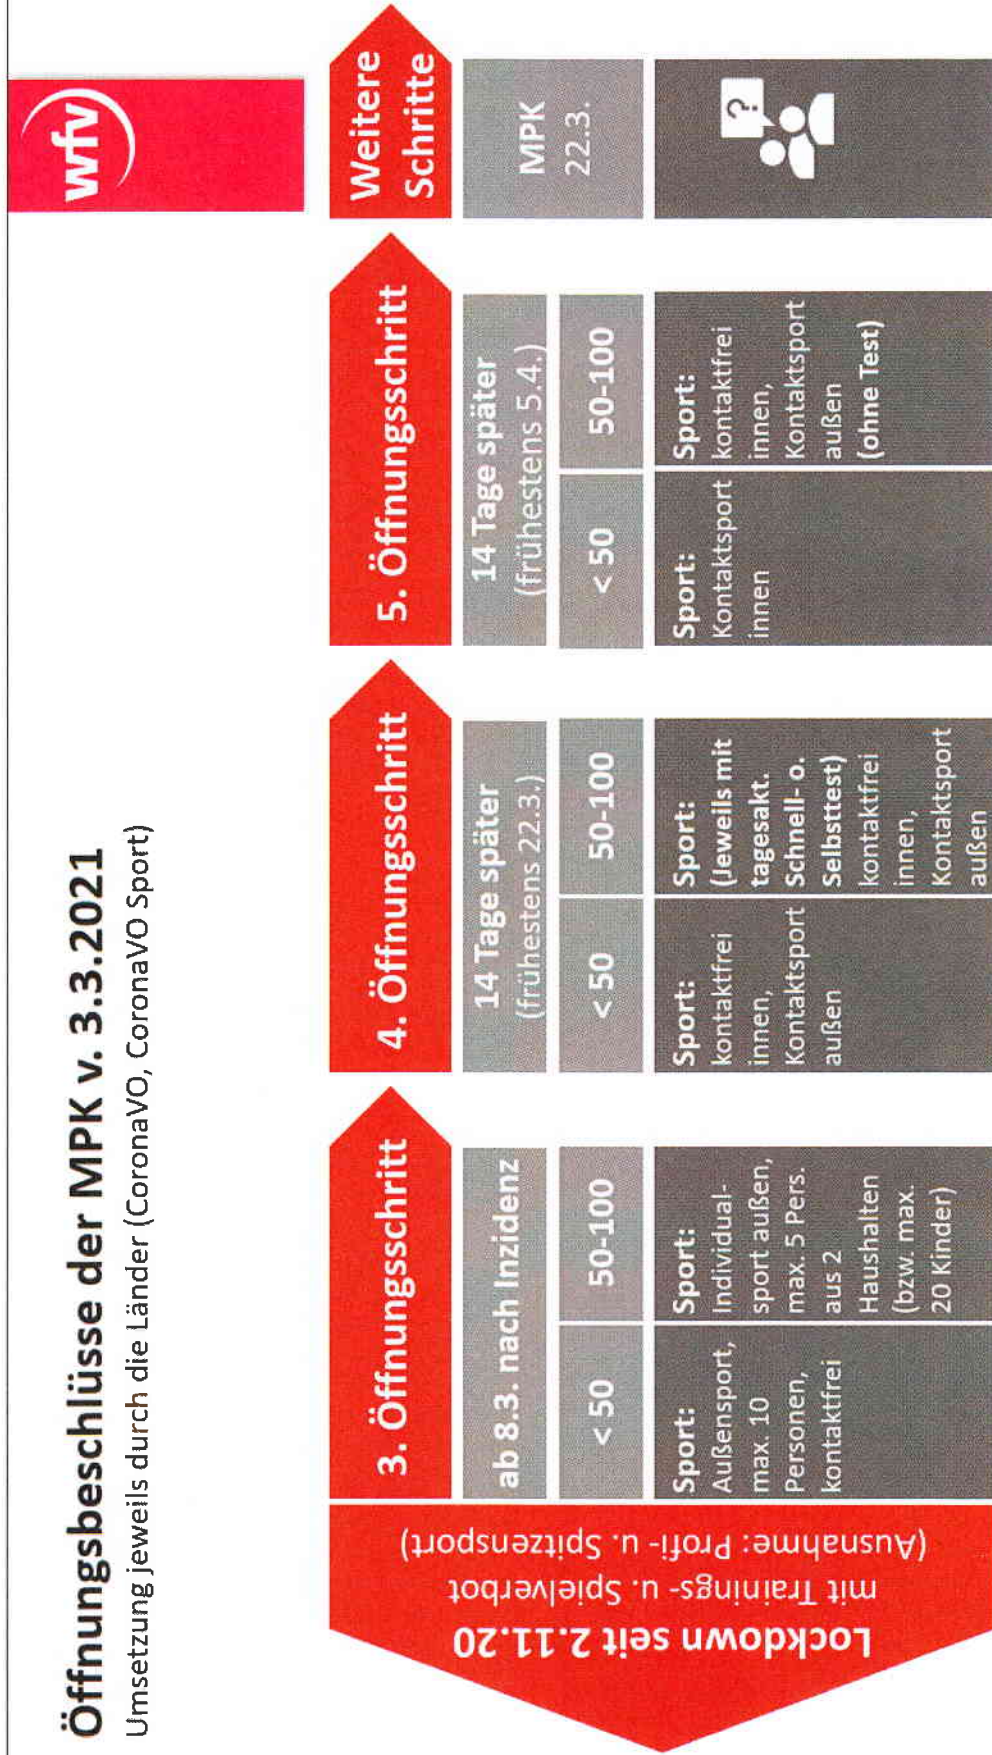 Öffnungsbeschlüsse der MPK v. 3.3.2021
Umsetzung jeweils durch die Länder (CoronaVO, CoronaVO Sport)
wfv
Lockdown seit 2.11.20
mit Trainings- u. Spielverbot
(Ausnahme: Profi- u. Spitzensport)
3. Öffnungsschritt
ab 8.3. nach Inzidenz
< 50
Sport:
Außensport,
max. 10
Personen,
kontaktfrei
50-100
Sport:
Individual-
sport außen,
max. 5 Pers.
aus 2
Haushalten
(bzw. max.
20 Kinder)
4. Öffnungsschritt
14 Tage später
(frühestens 22.3.)
< 50
Sport:
kontaktfrei
innen,
Kontaktsport
außen
50-100
Sport:
(Jeweils mit
tagesakt.
Schnell- o.
Selbsttest)
kontaktfrei
innen,
Kontaktsport
außen
5. Öffnungsschritt
14 Tage später
(frühestens 5.4.)
< 50
Sport:
Kontaktsport
innen
50-100
Sport:
kontaktfrei
innen,
Kontaktsport
außen
(ohne Test)
Weitere
Schritte
MPK
22.3.
?